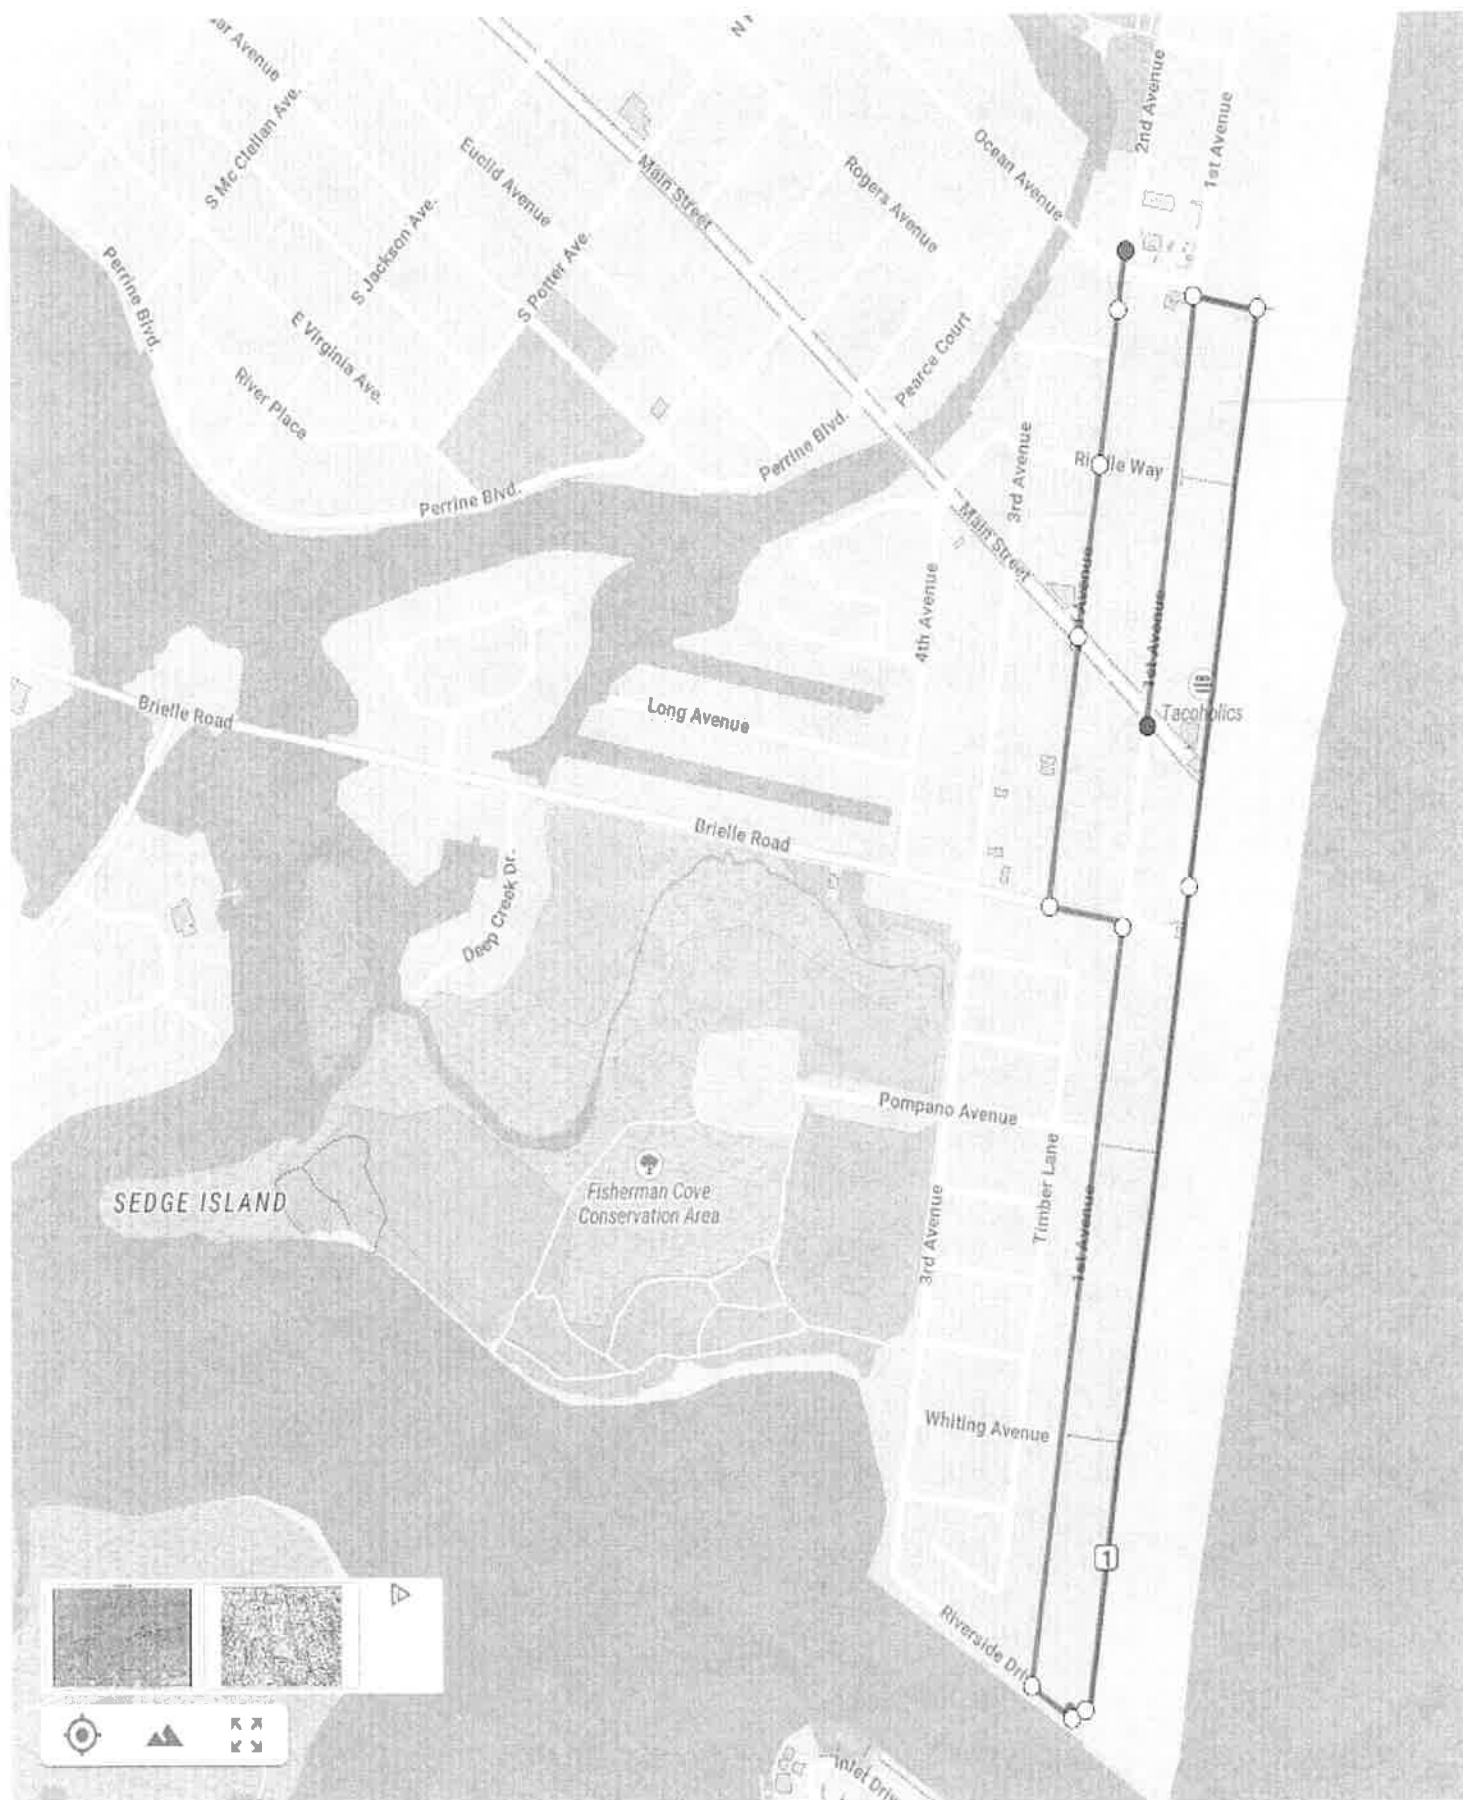 2nd Avenue
1st Avenue
S Mc Clellan Ave.
Euclid Avenue
Main Street
Rogers Avenue
Ocean Avenue
S Jackson Ave.
S Potter Ave.
Perrine Blvd.
E Virginia Ave.
River Place
Pearce Court
Perrine Blvd.
Perrine Blvd.
3rd Avenue
Main Street
4th Avenue
Avenue
1st Avenue
Way
Tacoholics
Brielle Road
Long Avenue
Brielle Road
Deep Creek Dr.
Pompano Avenue
SEDGE ISLAND
Fisherman Cove
Conservation Area
3rd Avenue
Timber Lane
1st Avenue
Whiting Avenue
1
Riverside
Inlet